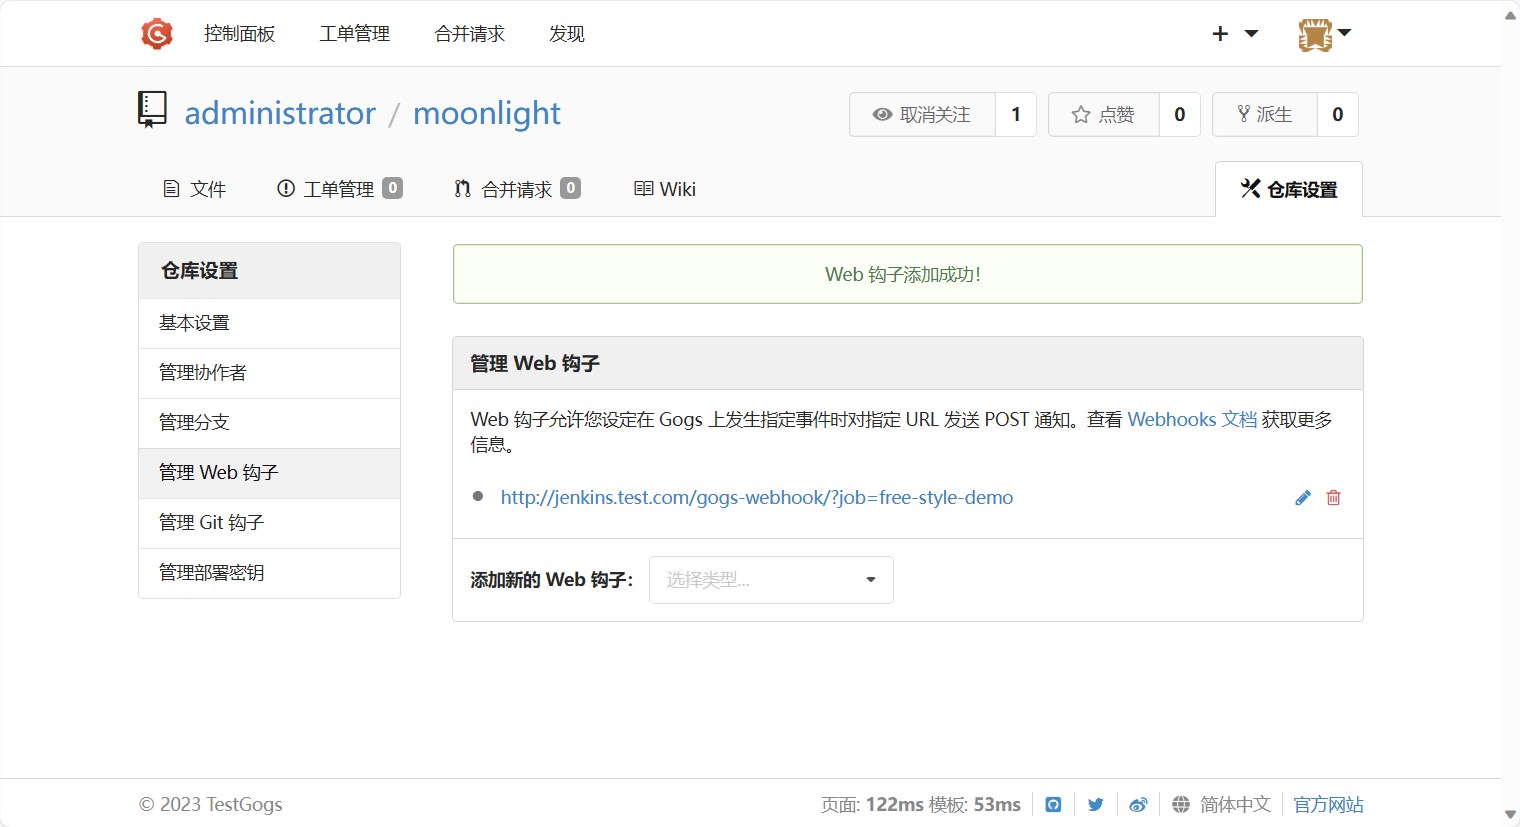 控制面板 工单管理 合并请求 发现
administrator / moonlight
取消关注 1 点赞 0 派生 0
文件 工单管理 0 合并请求 0 Wiki 仓库设置
仓库设置
基本设置
管理协作者
管理分支
管理 Web 钩子
管理 Git 钩子
管理部署密钥
Web 钩子添加成功！
管理 Web 钩子
Web 钩子允许您设定在 Gogs 上发生指定事件时对指定 URL 发送 POST 通知。查看 Webhooks 文档 获取更多
信息。
http://jenkins.test.com/gogs-webhook/?job=free-style-demo
添加新的 Web 钩子： 选择类型...
© 2023 TestGogs
页面: 122ms 模板: 53ms 简体中文 官方网站